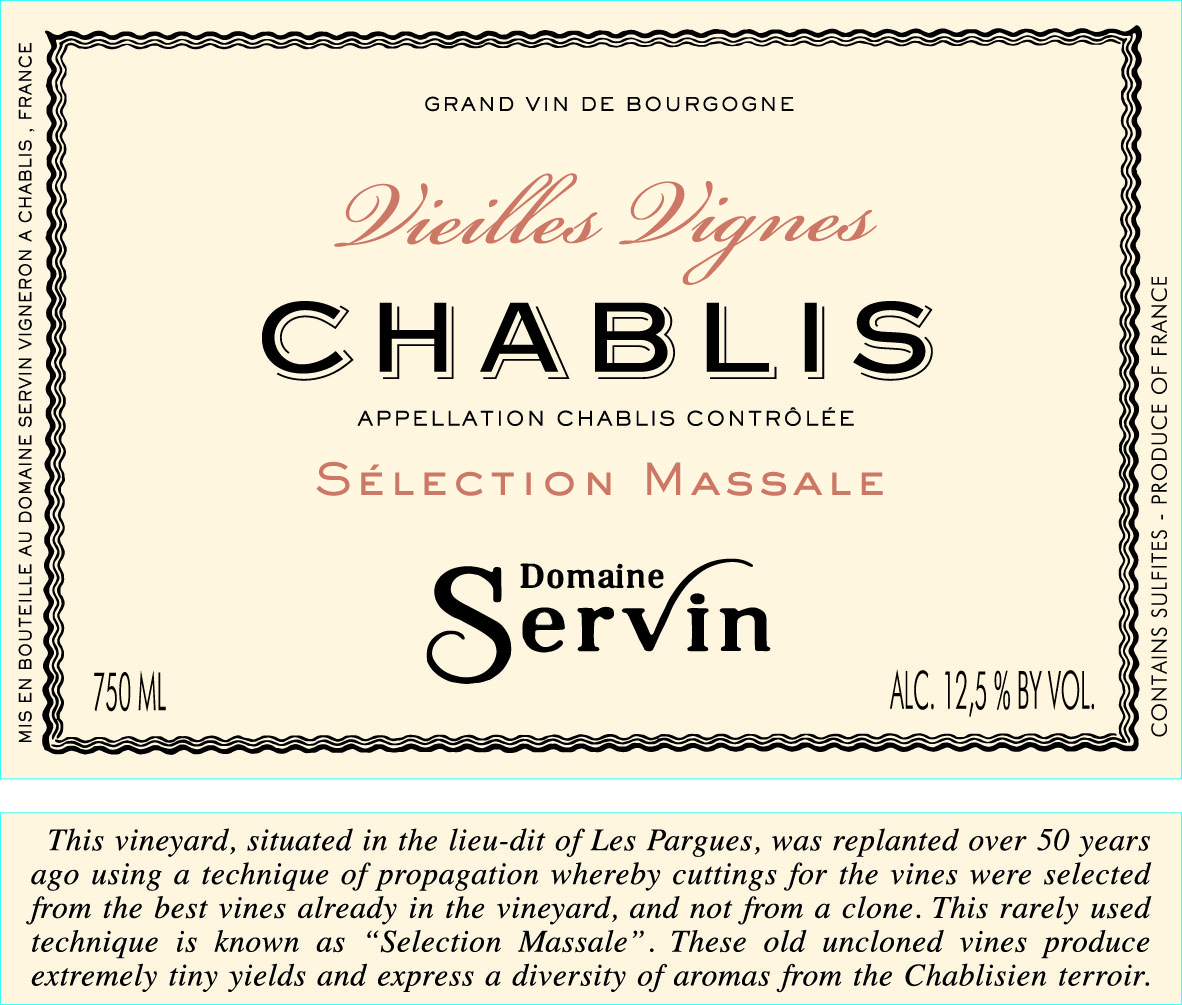 GRAND VIN DE BOURGOGNE
Vieilles Vignes
CHABLIS
APPELLATION CHABLIS CONTRÔLÉE
SÉLECTION MASSALE
Domaine
Servin
750 ML
ALC. 12,5 % BY VOL.
MIS EN BOUTEILLE AU DOMAINE SERVIN VIGNERON A CHABLIS , FRANCE
CONTAINS SULFITES - PRODUCE OF FRANCE
This vineyard, situated in the lieu-dit of Les Pargues, was replanted over 50 years
ago using a technique of propagation whereby cuttings for the vines were selected
from the best vines already in the vineyard, and not from a clone. This rarely used
technique is known as “Selection Massale”. These old uncloned vines produce
extremely tiny yields and express a diversity of aromas from the Chablisien terroir.